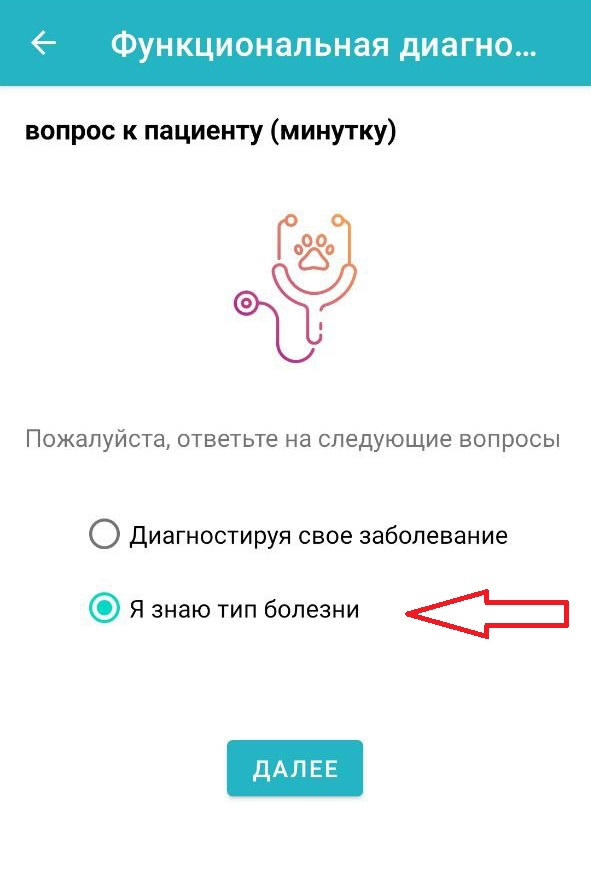 Функциональная диагно...
вопрос к пациенту (минутку)
Пожалуйста, ответьте на следующие вопросы
Диагностируя свое заболевание
Я знаю тип болезни
ДАЛЕЕ